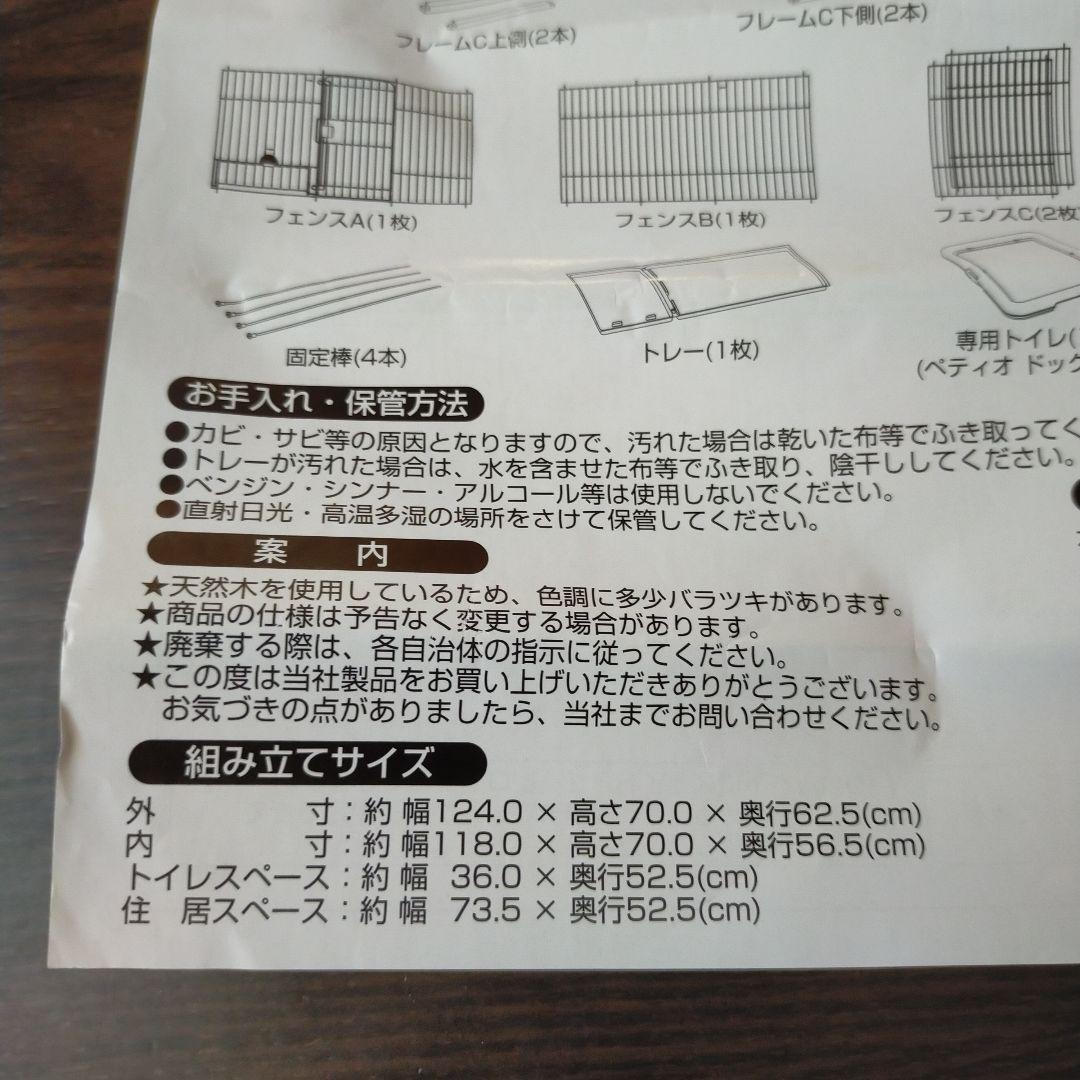 フレームC上側(2本)
フレームC下側(2本)
フェンスA(1枚)
フェンスB(1枚)
フェンスC(2枚
固定棒(4本)
トレー(1枚)
専用トイレ(
(ペティオ ドッグ
お手入れ・保管方法
●カビ・サビ等の原因となりますので、汚れた場合は乾いた布等でふき取ってく
●トレーが汚れた場合は、水を含ませた布等でふき取り、陰干ししてください。
●ベンジン・シンナー・アルコール等は使用しないでください。
●直射日光・高温多湿の場所をさけて保管してください。
案 内
★天然木を使用しているため、色調に多少バラツキがあります。
★商品の仕様は予告なく変更する場合があります。
★廃棄する際は、各自治体の指示に従ってください。
★この度は当社製品をお買い上げいただきありがとうございます。
お気づきの点がありましたら、当社までお問い合わせください。
組み立てサイズ
外 寸：約 幅124.0 × 高さ70.0 × 奥行62.5(cm)
内 寸：約 幅118.0 × 高さ70.0 × 奥行56.5(cm)
トイレスペース：約 幅 36.0 × 奥行52.5(cm)
住 居スペース：約 幅 73.5 × 奥行52.5(cm)